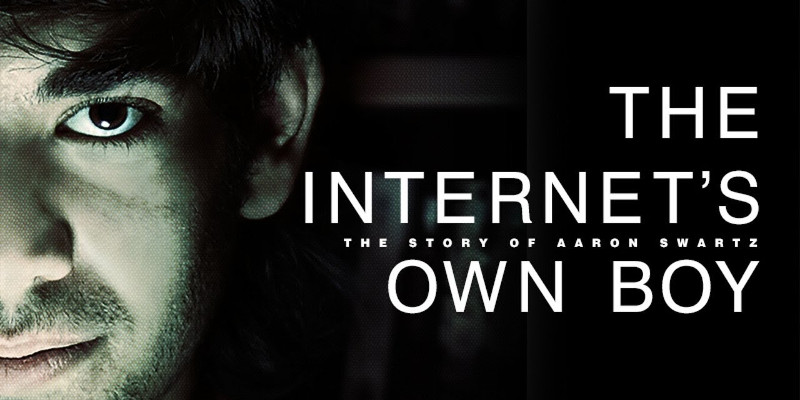 THE
INTERNET’S
THE STORY OF AARON SWARTZ
OWN BOY